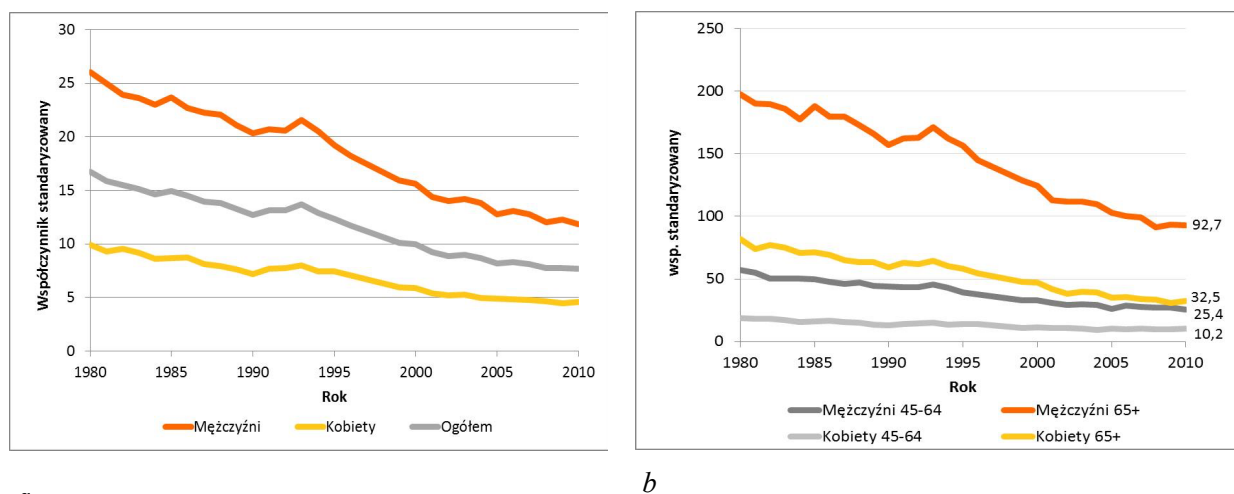 30
25
20
15
10
5
0
Współczynnik standaryzowany
1980 1985 1990 1995 2000 2005 2010
Rok
Mężczyźni Kobiety Ogółem
250
200
150
100
50
0
wsp. standaryzowany
92,7
32,5
25,4
10,2
1980 1985 1990 1995 2000 2005 2010
Rok
Mężczyźni 45-64 Mężczyźni 65+
Kobiety 45-64 Kobiety 65+
b